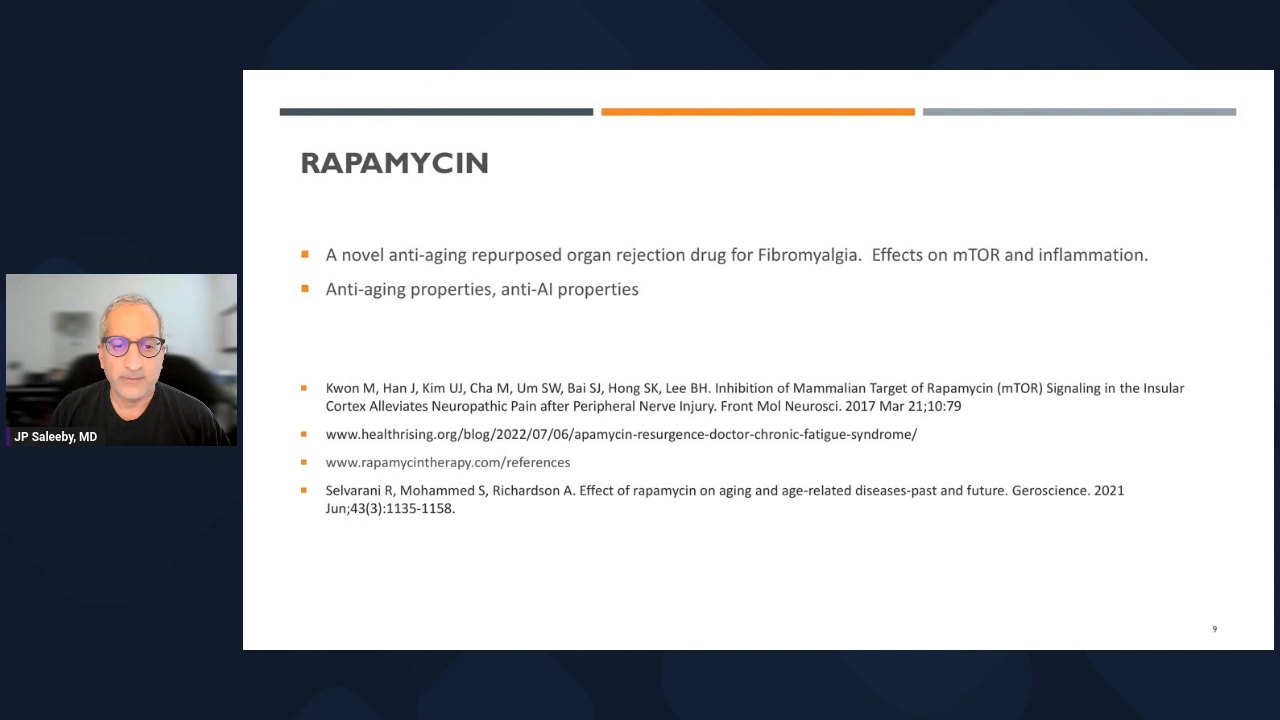 RAPAMYCIN
A novel anti-aging repurposed organ rejection drug for Fibromyalgia.  Effects on mTOR and inflammation.
Anti-aging properties, anti-AI properties
Kwon M, Han J, Kim UJ, Cha M, Um SW, Bai SJ, Hong SK, Lee BH. Inhibition of Mammalian Target of Rapamycin (mTOR) Signaling in the Insular
Cortex Alleviates Neuropathic Pain after Peripheral Nerve Injury. Front Mol Neurosci. 2017 Mar 21;10:79
www.healthrising.org/blog/2022/07/06/apamycin-resurgence-doctor-chronic-fatigue-syndrome/
www.rapamycintherapy.com/references
Selvarani R, Mohammed S, Richardson A. Effect of rapamycin on aging and age-related diseases-past and future. Geroscience. 2021
Jun;43(3):1135-1158.
9
JP Saleeby, MD